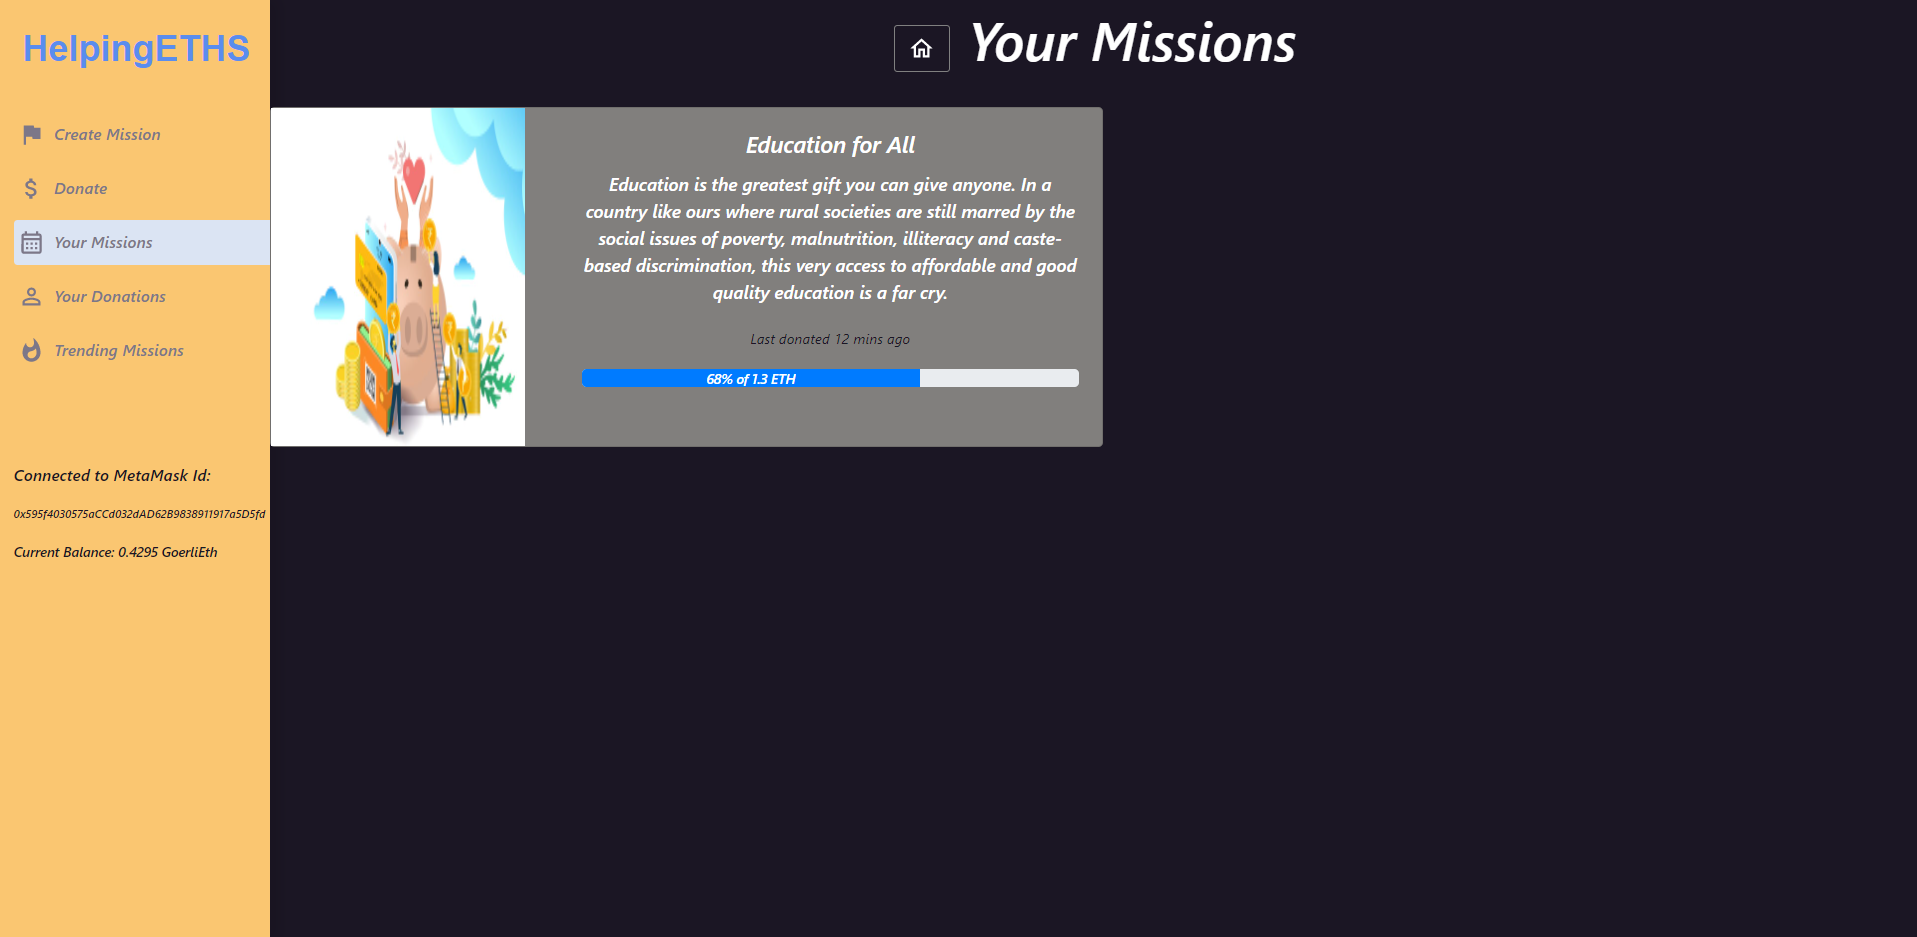 HelpingETHS
Your Missions
Create Mission
Donate
Your Missions
Your Donations
Trending Missions
Connected to MetaMask Id:
0x595f4030575aCCd032dAD62B9838911917a5D5fd
Current Balance: 0.4295 GoerliEth
Education for All
Education is the greatest gift you can give anyone. In a
country like ours where rural societies are still marred by the
social issues of poverty, malnutrition, illiteracy and caste-
based discrimination, this very access to affordable and good
quality education is a far cry.
Last donated 12 mins ago
68% of 1.3 ETH